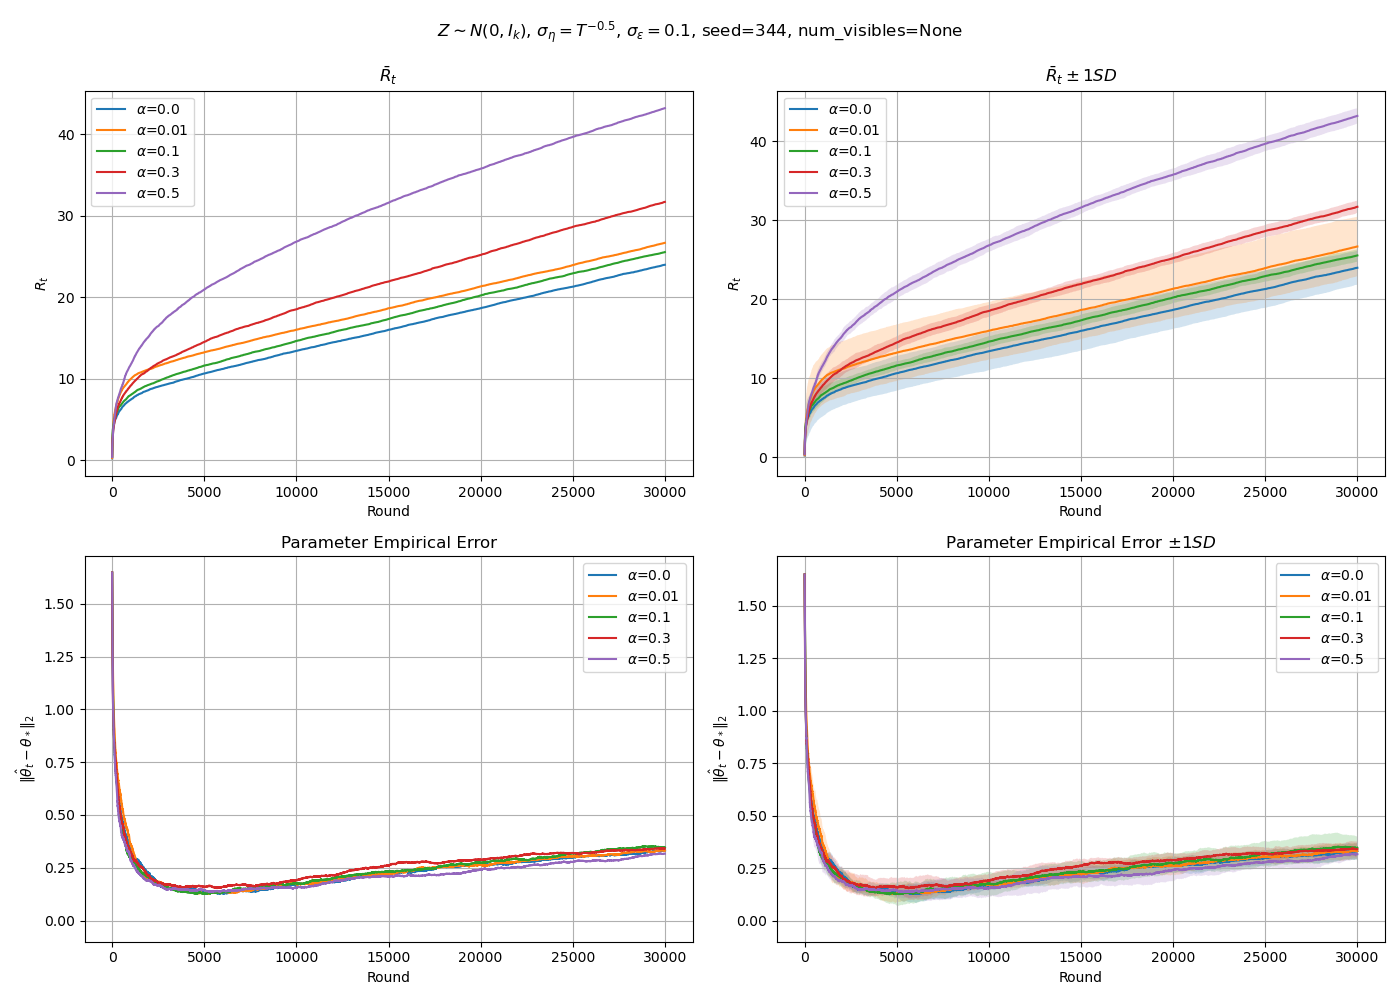 Z ~ N(0, I_k), σ_η = T^{-0.5}, σ_ε = 0.1, seed=344, num_visibles=None
R̄_t
R_t
40
30
20
10
0
α=0.0
α=0.01
α=0.1
α=0.3
α=0.5
0 5000 10000 15000 20000 25000 30000
Round
R̄_t ± 1SD
R_t
40
30
20
10
0
α=0.0
α=0.01
α=0.1
α=0.3
α=0.5
0 5000 10000 15000 20000 25000 30000
Round
Parameter Empirical Error
‖θ̂_t − θ_*‖_2
1.50
1.25
1.00
0.75
0.50
0.25
0.00
α=0.0
α=0.01
α=0.1
α=0.3
α=0.5
0 5000 10000 15000 20000 25000 30000
Round
Parameter Empirical Error ±1SD
‖θ̂_t − θ_*‖_2
1.50
1.25
1.00
0.75
0.50
0.25
0.00
α=0.0
α=0.01
α=0.1
α=0.3
α=0.5
0 5000 10000 15000 20000 25000 30000
Round